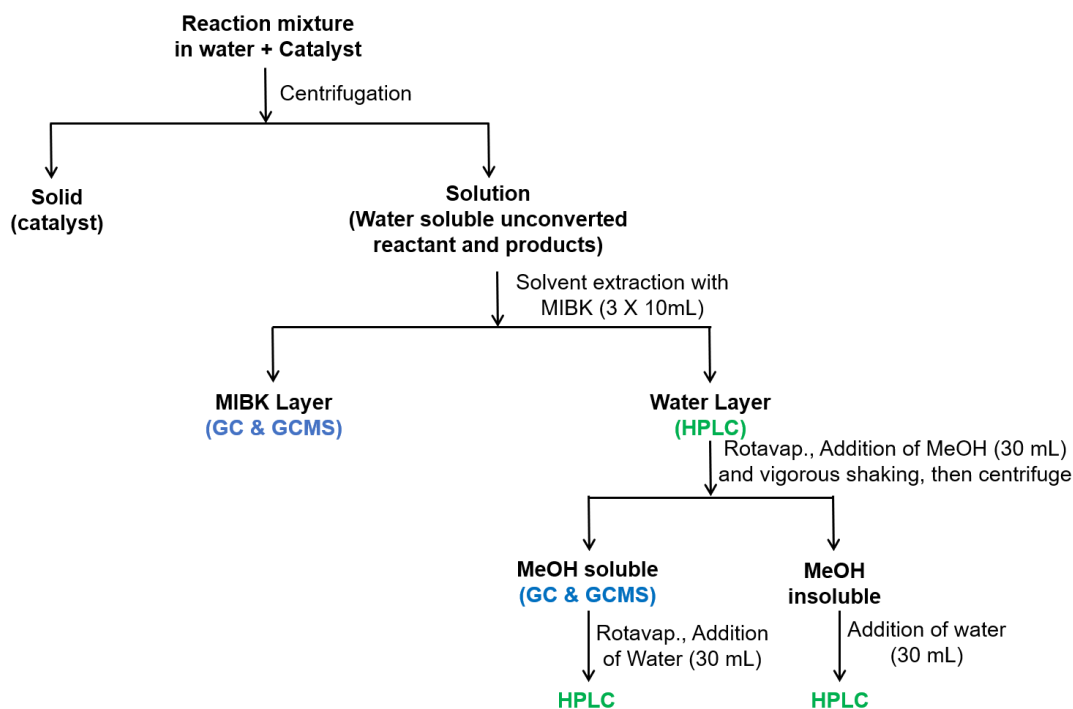 Reaction mixture
in water + Catalyst
Centrifugation
Solid
(catalyst)
Solution
(Water soluble unconverted
reactant and products)
Solvent extraction with
MIBK (3 X 10mL)
MIBK Layer
(GC & GCMS)
Water Layer
(HPLC)
Rotavap., Addition of MeOH (30 mL)
and vigorous shaking, then centrifuge
MeOH soluble
(GC & GCMS)
MeOH
insoluble
Rotavap., Addition
of Water (30 mL)
Addition of water
(30 mL)
HPLC
HPLC